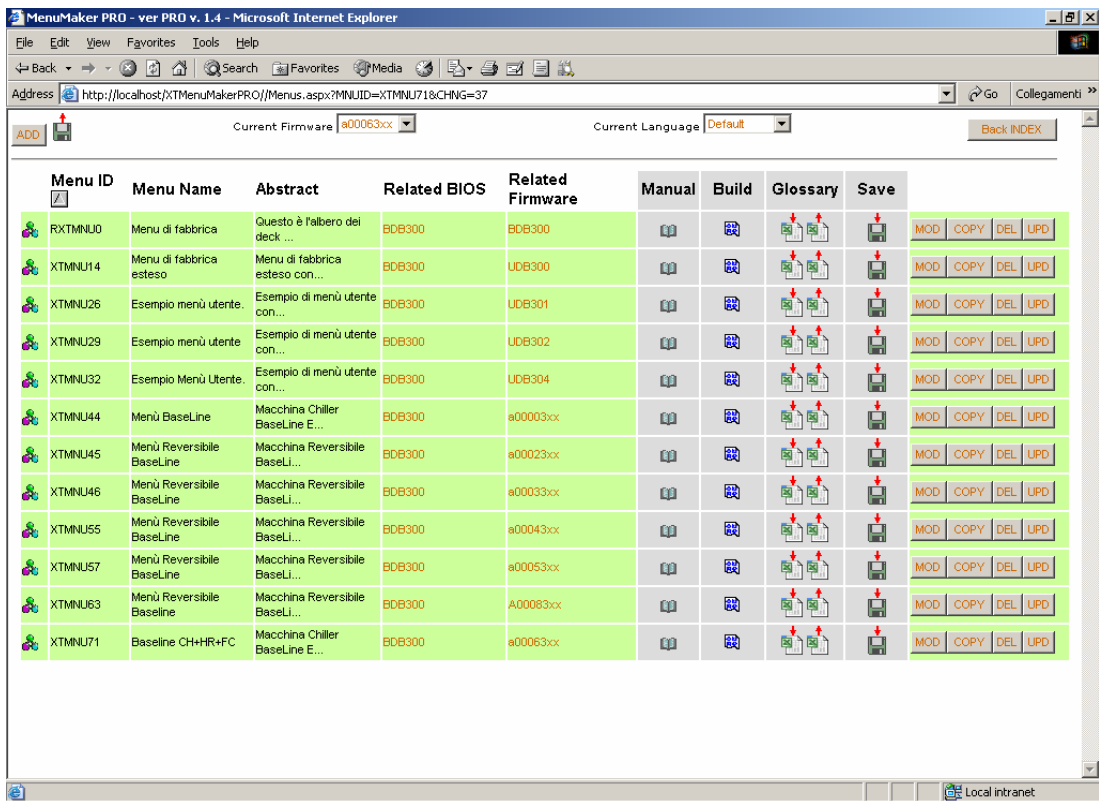 MenuMaker PRO - ver PRO v. 1.4 - Microsoft Internet Explorer
File Edit View Favorites Tools Help
Back Search Favorites Media
Address http://localhost/XTMenuMakerPRO//Menus.aspx?MNUID=XTMNU71&CHNG=37 Go Collegamenti »
ADD Current Firmware a00063xx Current Language Default Back INDEX
Menu ID Menu Name Abstract Related BIOS Related Firmware Manual Build Glossary Save
RXTMNU0 Menu di fabbrica Questo è l'albero dei deck ... BDB300 BDB300 MOD COPY DEL UPD
XTMNU14 Menu di fabbrica esteso Menu di fabbrica esteso con... BDB300 UDB300 MOD COPY DEL UPD
XTMNU26 Esempio menù utente. Esempio di menù utente con... BDB300 UDB301 MOD COPY DEL UPD
XTMNU29 Esempio menù utente Esempio di menù utente con... BDB300 UDB302 MOD COPY DEL UPD
XTMNU32 Esempio Menù Utente. Esempio di menù utente con... BDB300 UDB304 MOD COPY DEL UPD
XTMNU44 Menù BaseLine Macchina Chiller BaseLine E... BDB300 a00003xx MOD COPY DEL UPD
XTMNU45 Menù Reversibile BaseLine Macchina Reversibile BaseLi... BDB300 a00023xx MOD COPY DEL UPD
XTMNU46 Menù Reversibile BaseLine Macchina Reversibile BaseLi... BDB300 a00033xx MOD COPY DEL UPD
XTMNU55 Menù Reversibile BaseLine Macchina Reversibile BaseLi... BDB300 a00043xx MOD COPY DEL UPD
XTMNU57 Menù Reversibile BaseLine Macchina Reversibile BaseLi... BDB300 a00053xx MOD COPY DEL UPD
XTMNU63 Menù Reversibile Baseline Macchina Reversibile BaseLi... BDB300 A00083xx MOD COPY DEL UPD
XTMNU71 Baseline CH+HR+FC Macchina Chiller BaseLine E... BDB300 a00063xx MOD COPY DEL UPD
Local intranet